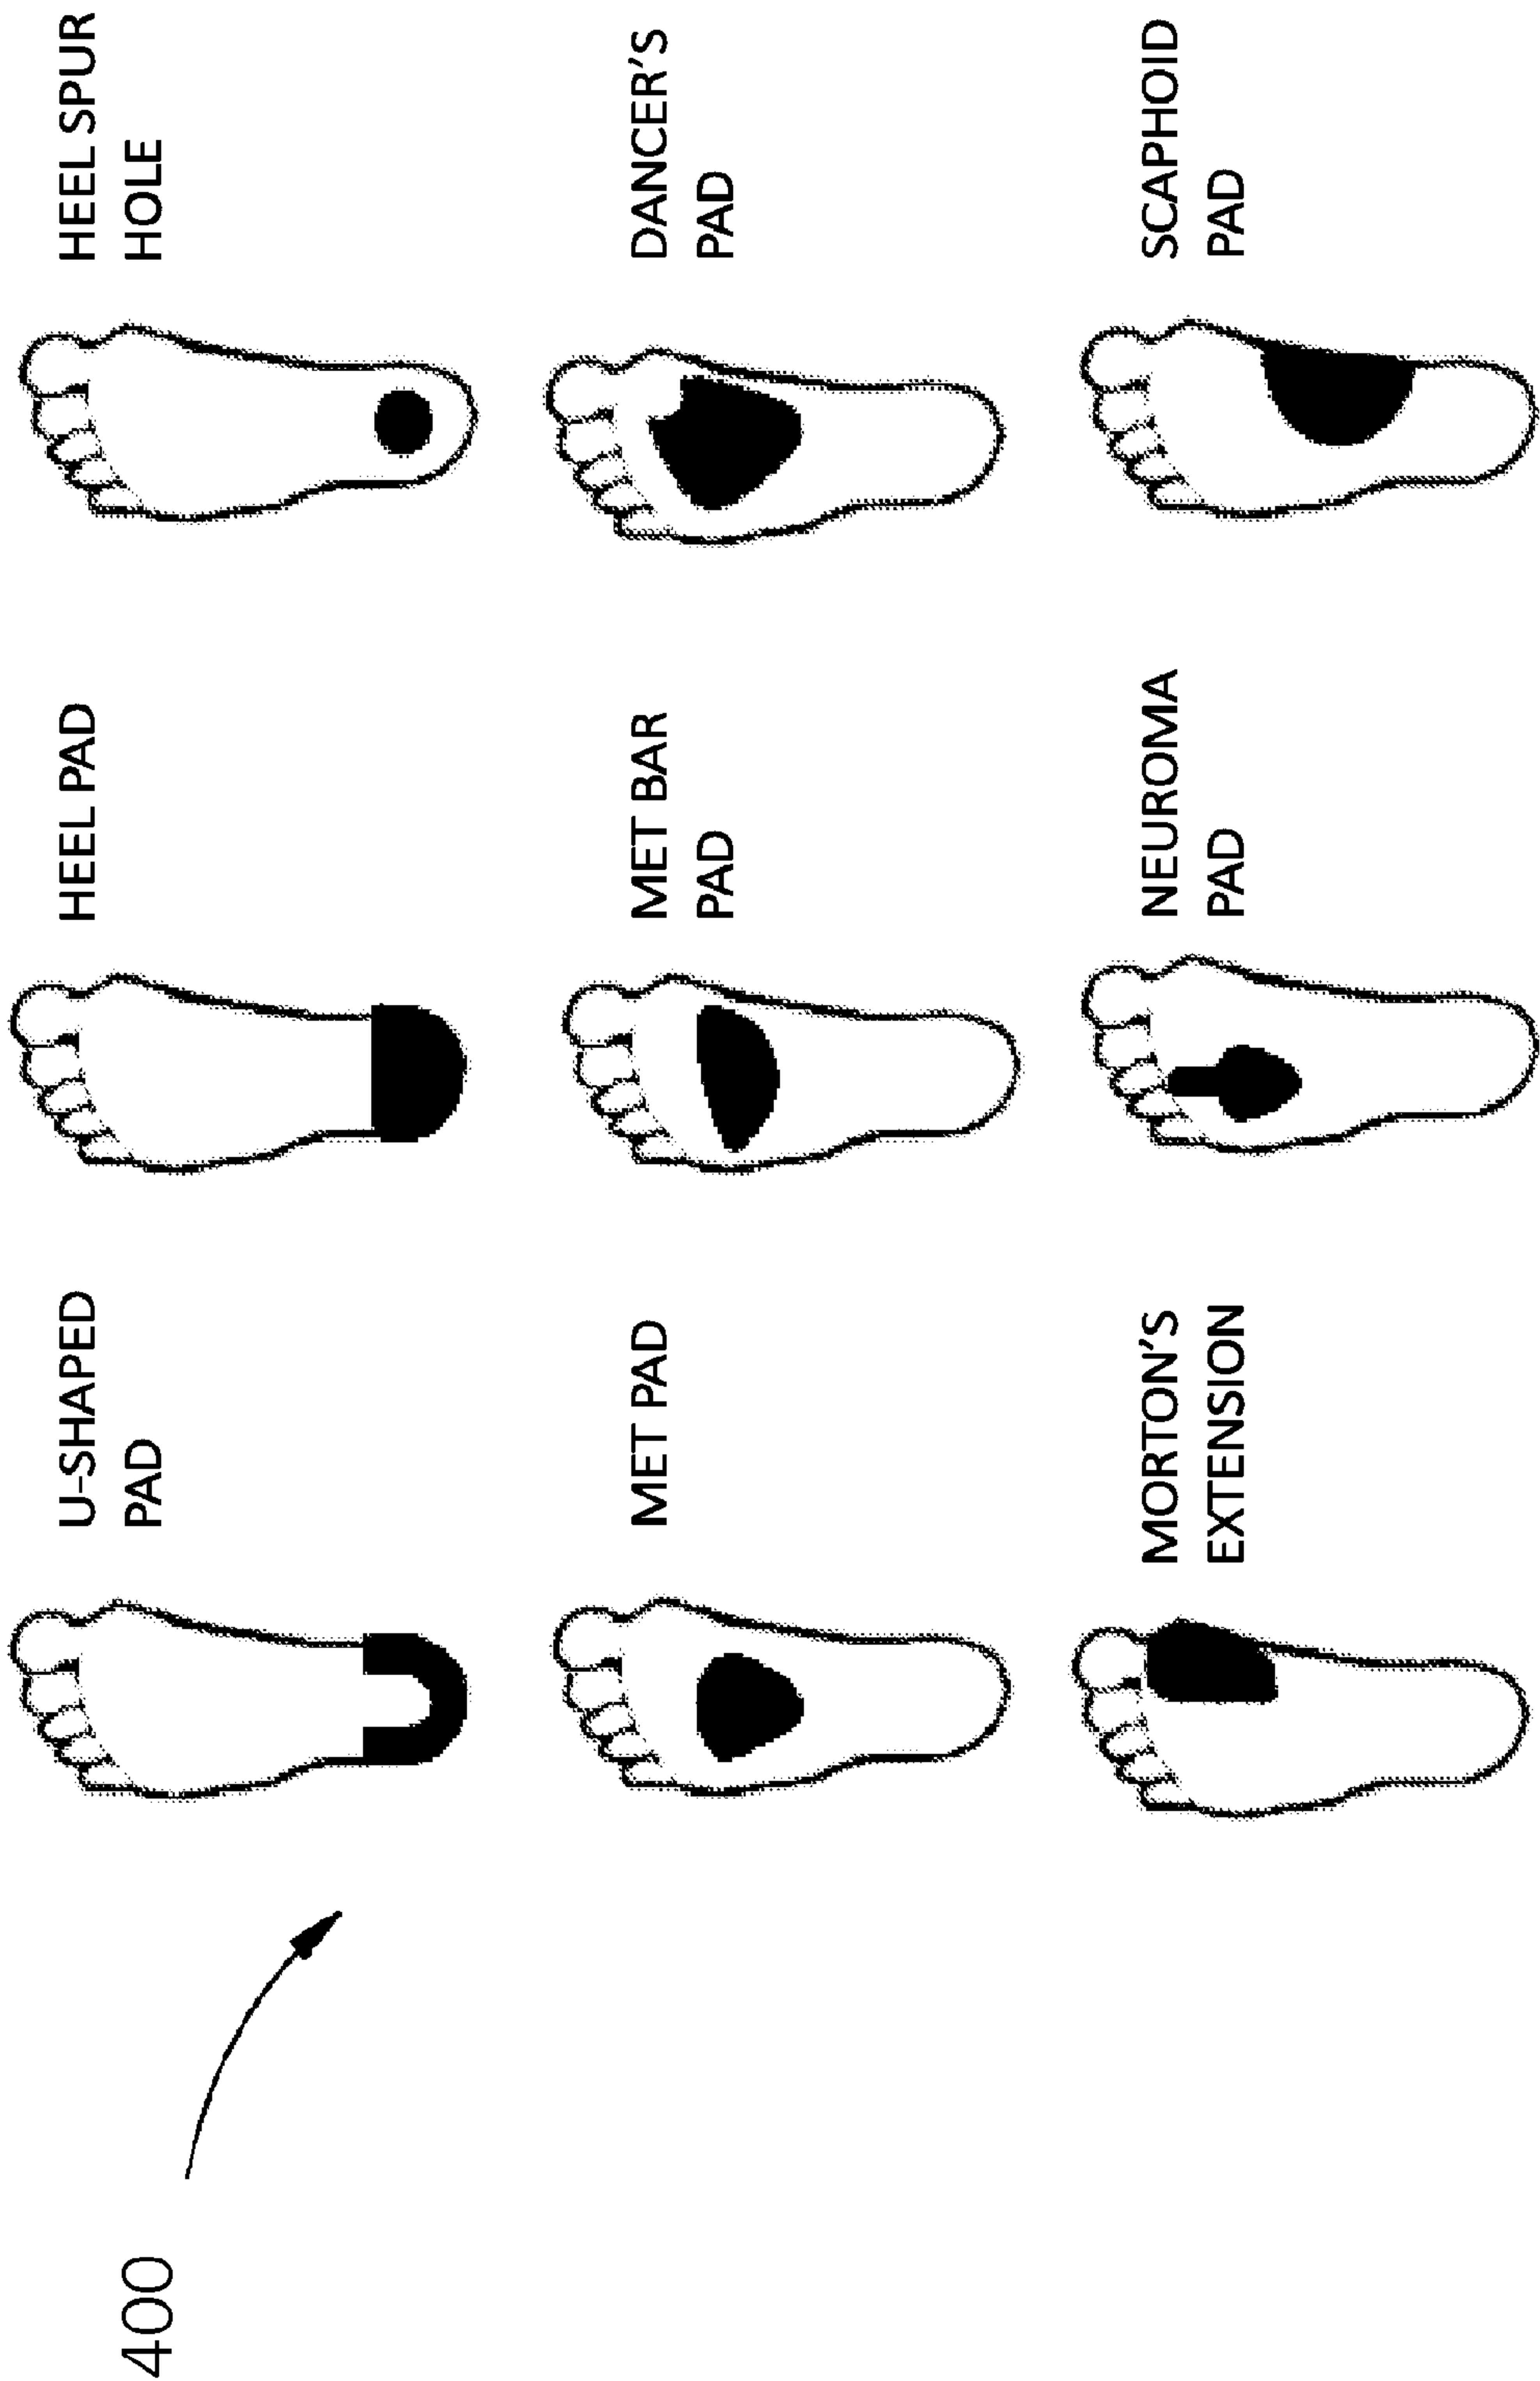 400
U-SHAPED
PAD
HEEL PAD
HEEL SPUR
HOLE
MET PAD
MET BAR
PAD
DANCER'S
PAD
MORTON'S
EXTENSION
NEUROMA
PAD
SCAPHOID
PAD